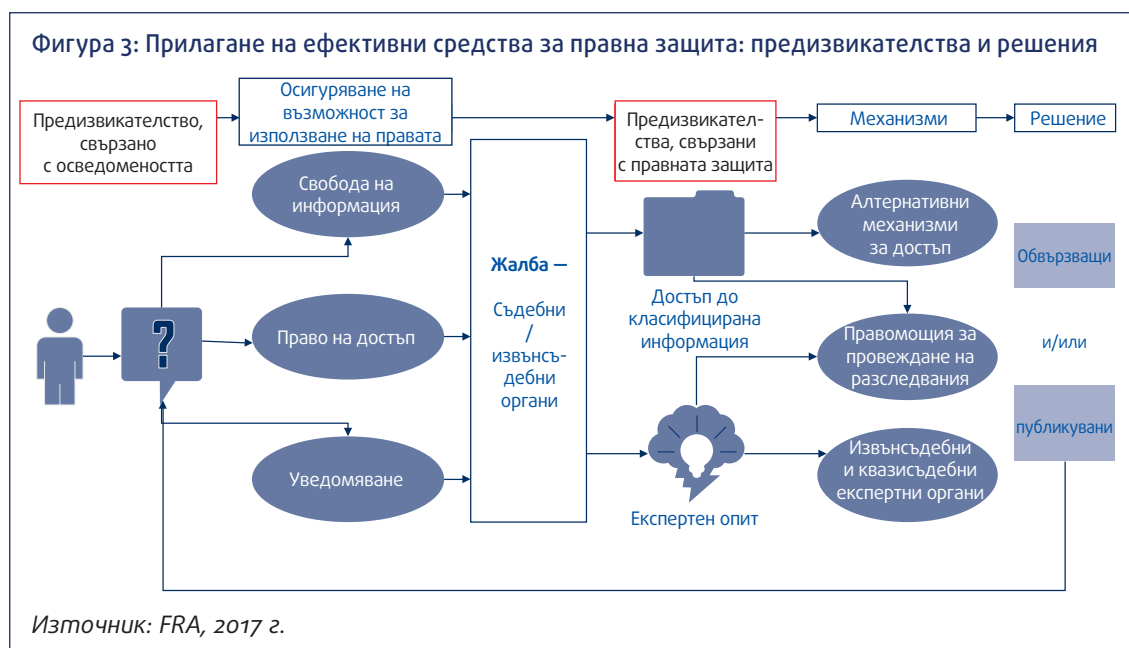 Фигура 3: Прилагане на ефективни средства за правна защита: предизвикателства и решения
Предизвикателство,
свързано
с осведомеността
Осигуряване на
възможност за
използване на правата
Предизвикател-
ства, свързани
с правната защита
Механизми
Решение
Свобода на
информация
Право на достъп
Уведомяване
?
Жалба —
Съдебни
/
извънсъ-
дебни
органи
Достъп до
класифицирана
информация
Експертен опит
Алтернативни
механизми
за достъп
Правомощия за
провеждане на
разследвания
Извънсъдебни
и квазисъдебни
експертни органи
Обвързващи
и/или
публикувани
Източник: FRA, 2017 г.